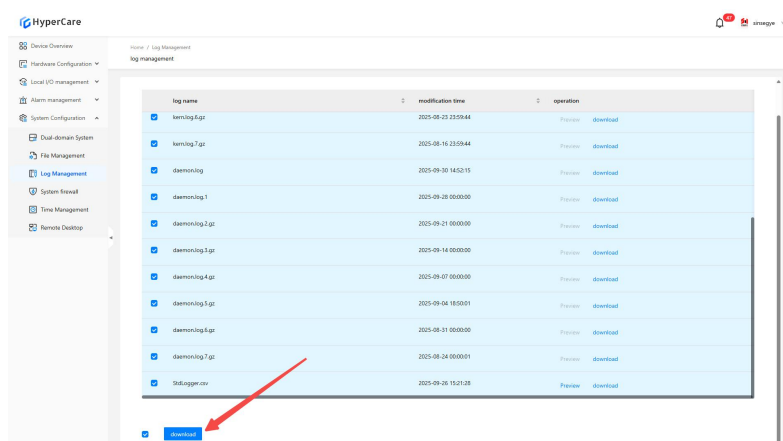 HyperCare
47
sinsegye
Device Overview
Hardware Configuration
Local I/O management
Alarm management
System Configuration
Dual-domain System
File Management
Log Management
System firewall
Time Management
Remote Desktop
Home / Log Management
log management
log name modification time operation
kern.log.6.gz 2025-08-23 23:59:44 Preview download
kern.log.7.gz 2025-08-16 23:59:44 Preview download
daemon.log 2025-09-30 14:52:15 Preview download
daemon.log.1 2025-09-28 00:00:00 Preview download
daemon.log.2.gz 2025-09-21 00:00:00 Preview download
daemon.log.3.gz 2025-09-14 00:00:00 Preview download
daemon.log.4.gz 2025-09-07 00:00:00 Preview download
daemon.log.5.gz 2025-09-04 18:50:01 Preview download
daemon.log.6.gz 2025-08-31 00:00:00 Preview download
daemon.log.7.gz 2025-08-24 00:00:01 Preview download
StdLogger.csv 2025-09-26 15:21:28 Preview download
download